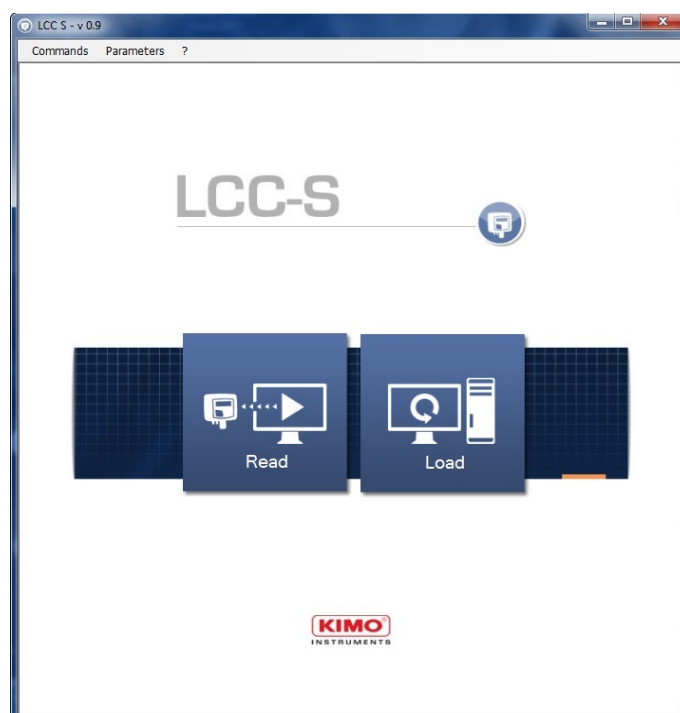 LCC S - v 0.9
Commands Parameters ?
LCC-S
Read Load
KIMO®
INSTRUMENTS